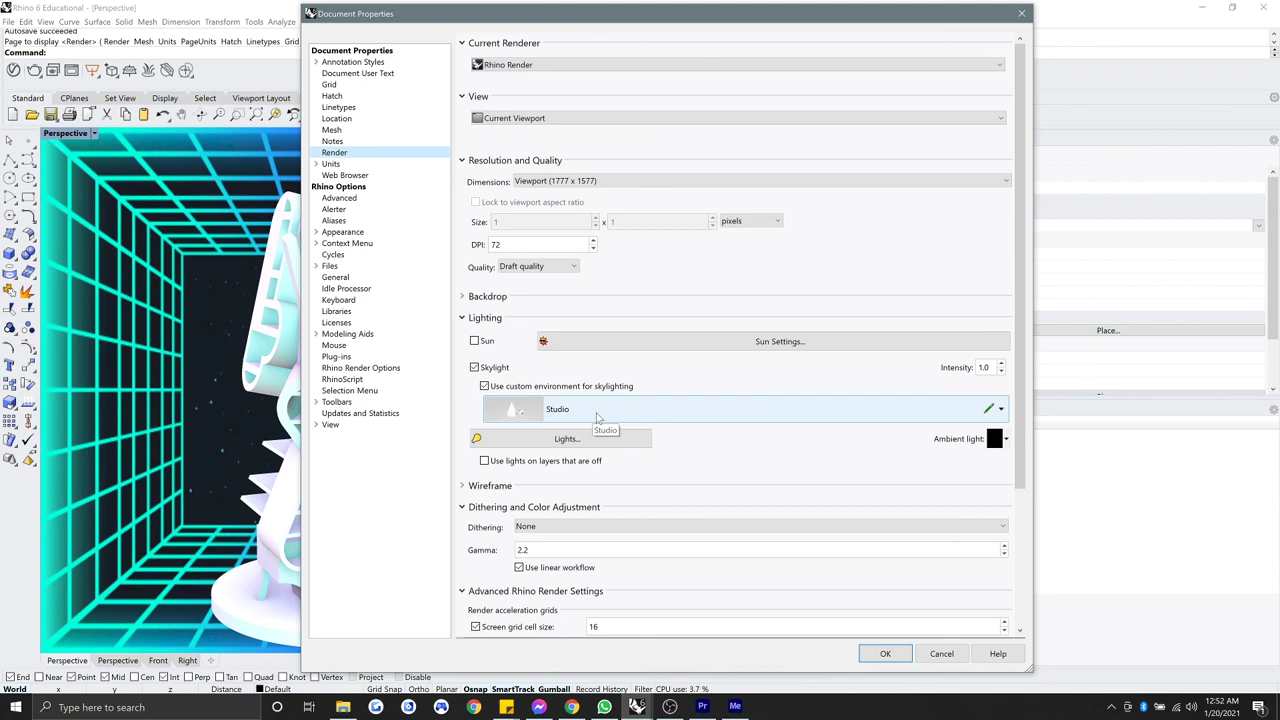 Rhino 6 Educational - [Perspective]
File Edit View Curve Surface Solid Mesh Dimension Transform Tools Analyze
Autosave succeeded
Page to display <Render> ( Render Mesh Units PageUnits Hatch Linetypes Grid
Command:
Standard CPlanes Set View Display Select Viewport Layout
Perspective
Document Properties
Document Properties
Annotation Styles
Document User Text
Grid
Hatch
Linetypes
Location
Mesh
Notes
Render
Units
Web Browser
Rhino Options
Advanced
Alerter
Aliases
Appearance
Context Menu
Cycles
Files
General
Idle Processor
Keyboard
Libraries
Licenses
Modeling Aids
Mouse
Plug-ins
Rhino Render Options
RhinoScript
Selection Menu
Toolbars
Updates and Statistics
View
Current Renderer
Rhino Render
View
Current Viewport
Resolution and Quality
Dimensions: Viewport (1777 x 1577)
Lock to viewport aspect ratio
Size: 1 x 1 pixels
DPI: 72
Quality: Draft quality
Backdrop
Lighting
Sun Sun Settings...
Skylight Intensity: 1.0
Use custom environment for skylighting
Studio
Studio
Lights... Ambient light:
Use lights on layers that are off
Wireframe
Dithering and Color Adjustment
Dithering: None
Gamma: 2.2
Use linear workflow
Advanced Rhino Render Settings
Render acceleration grids
Screen grid cell size: 16
OK Cancel Help
Place...
Perspective Perspective Front Right
End Near Point Mid Cen Int Perp Tan Quad Knot Vertex Project Disable
World x y z Distance Default Grid Snap Ortho Planar Osnap SmartTrack Gumball Record History Filter CPU use: 3.7 %
Pr Me
12:52 AM
1/20/2021